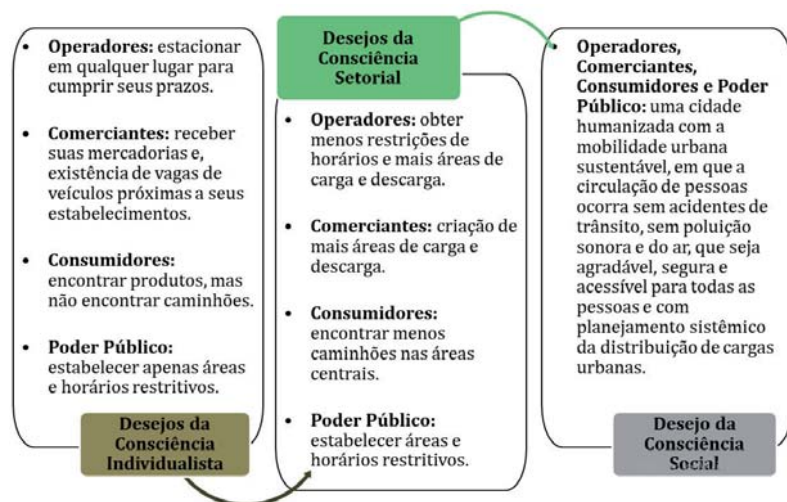 • Operadores: estacionar
em qualquer lugar para
cumprir seus prazos.
• Comerciantes: receber
suas mercadorias e,
existência de vagas de
veículos próximas a seus
estabelecimentos.
• Consumidores:
encontrar produtos, mas
não encontrar caminhões.
• Poder Público:
estabelecer apenas áreas
e horários restritivos.
Desejos da
Consciência
Individualista
Desejos da
Consciência
Setorial
• Operadores: obter
menos restrições de
horários e mais áreas de
carga e descarga.
• Comerciantes: criação de
mais áreas de carga e
descarga.
• Consumidores:
encontrar menos
caminhões nas áreas
centrais.
• Poder Público:
estabelecer áreas e
horários restritivos.
• Operadores,
Comerciantes,
Consumidores e Poder
Público: uma cidade
humanizada com a
mobilidade urbana
sustentável, em que a
circulação de pessoas
ocorra sem acidentes de
trânsito, sem poluição
sonora e do ar, que seja
agradável, segura e
acessível para todas as
pessoas e com
planejamento sistêmico
da distribuição de cargas
urbanas.
Desejo da
Consciência
Social